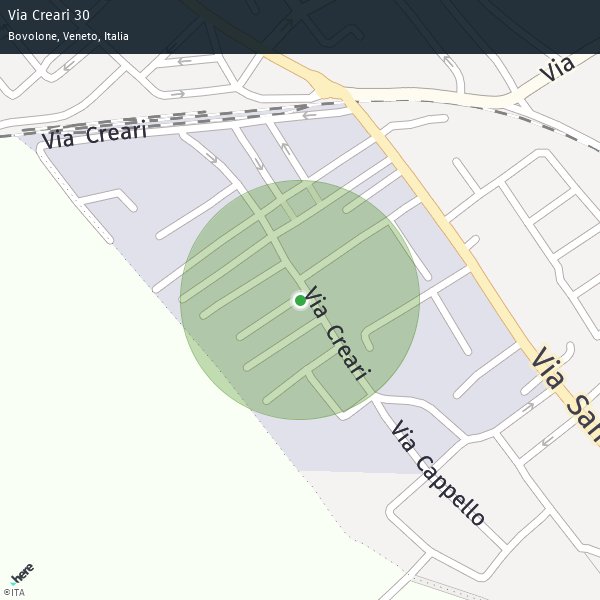 Via Creari 30
Bovolone, Veneto, Italia
Via
Via Creari
Via Creari
Via San
Via Cappello
here
©ITA